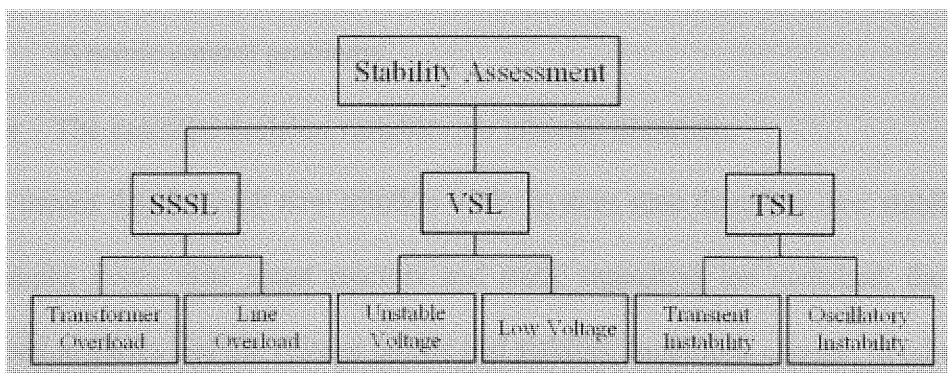 Stability Assessment
SSSL
VSL
TSL
Transformer
Overload
Line
Overload
Unstable
Voltage
Low Voltage
Transient
Instability
Oscillatory
Instability